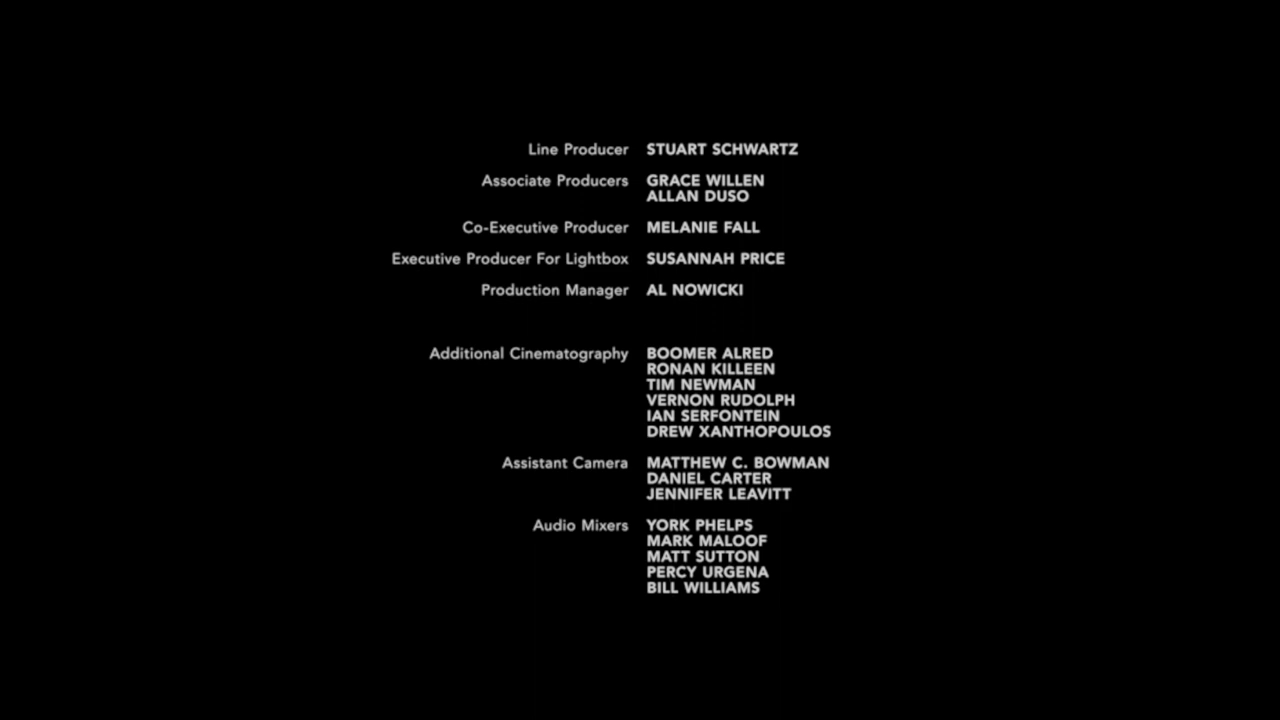 Line Producer STUART SCHWARTZ
Associate Producers GRACE WILLEN
ALLAN DUSO
Co-Executive Producer MELANIE FALL
Executive Producer For Lightbox SUSANNAH PRICE
Production Manager AL NOWICKI
Additional Cinematography BOOMER ALRED
RONAN KILLEEN
TIM NEWMAN
VERNON RUDOLPH
IAN SERFONTEIN
DREW XANTHOPOULOS
Assistant Camera MATTHEW C. BOWMAN
DANIEL CARTER
JENNIFER LEAVITT
Audio Mixers YORK PHELPS
MARK MALOOF
MATT SUTTON
PERCY URGENA
BILL WILLIAMS